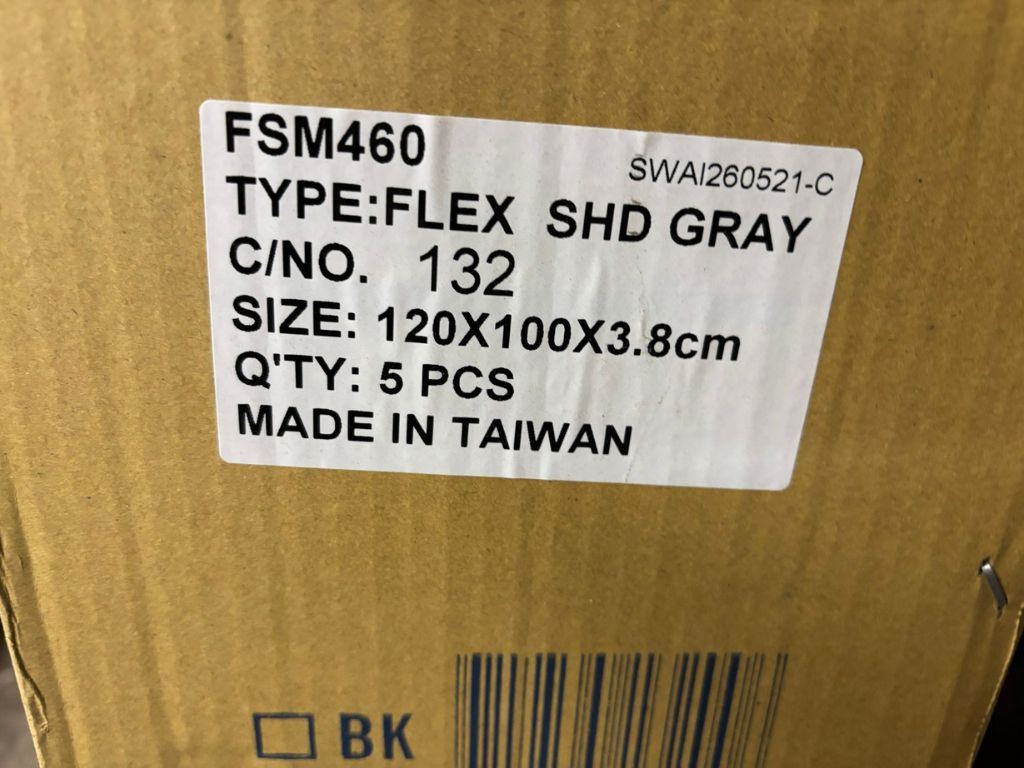 FSM460
SWAI260521-C
TYPE:FLEX SHD GRAY
C/NO. 132
SIZE: 120X100X3.8cm
Q'TY: 5 PCS
MADE IN TAIWAN
BK